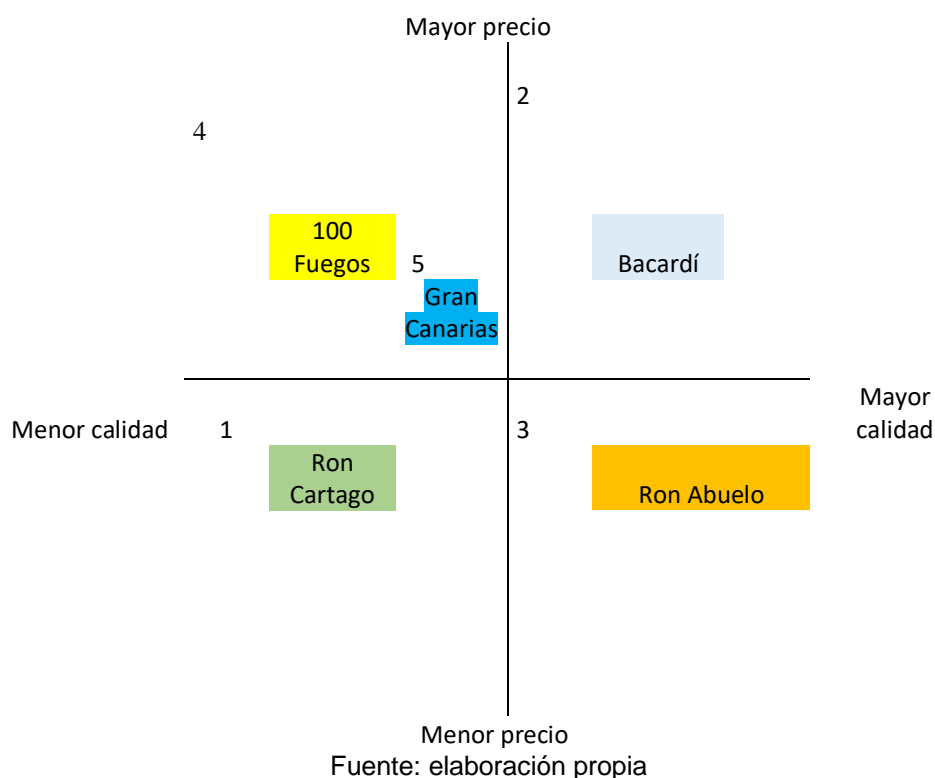 Mayor precio
2
4
100
Fuegos
5
Bacardí
Gran
Canarias
Mayor
calidad
Menor calidad
1
3
Ron
Cartago
Ron Abuelo
Menor precio
Fuente: elaboración propia